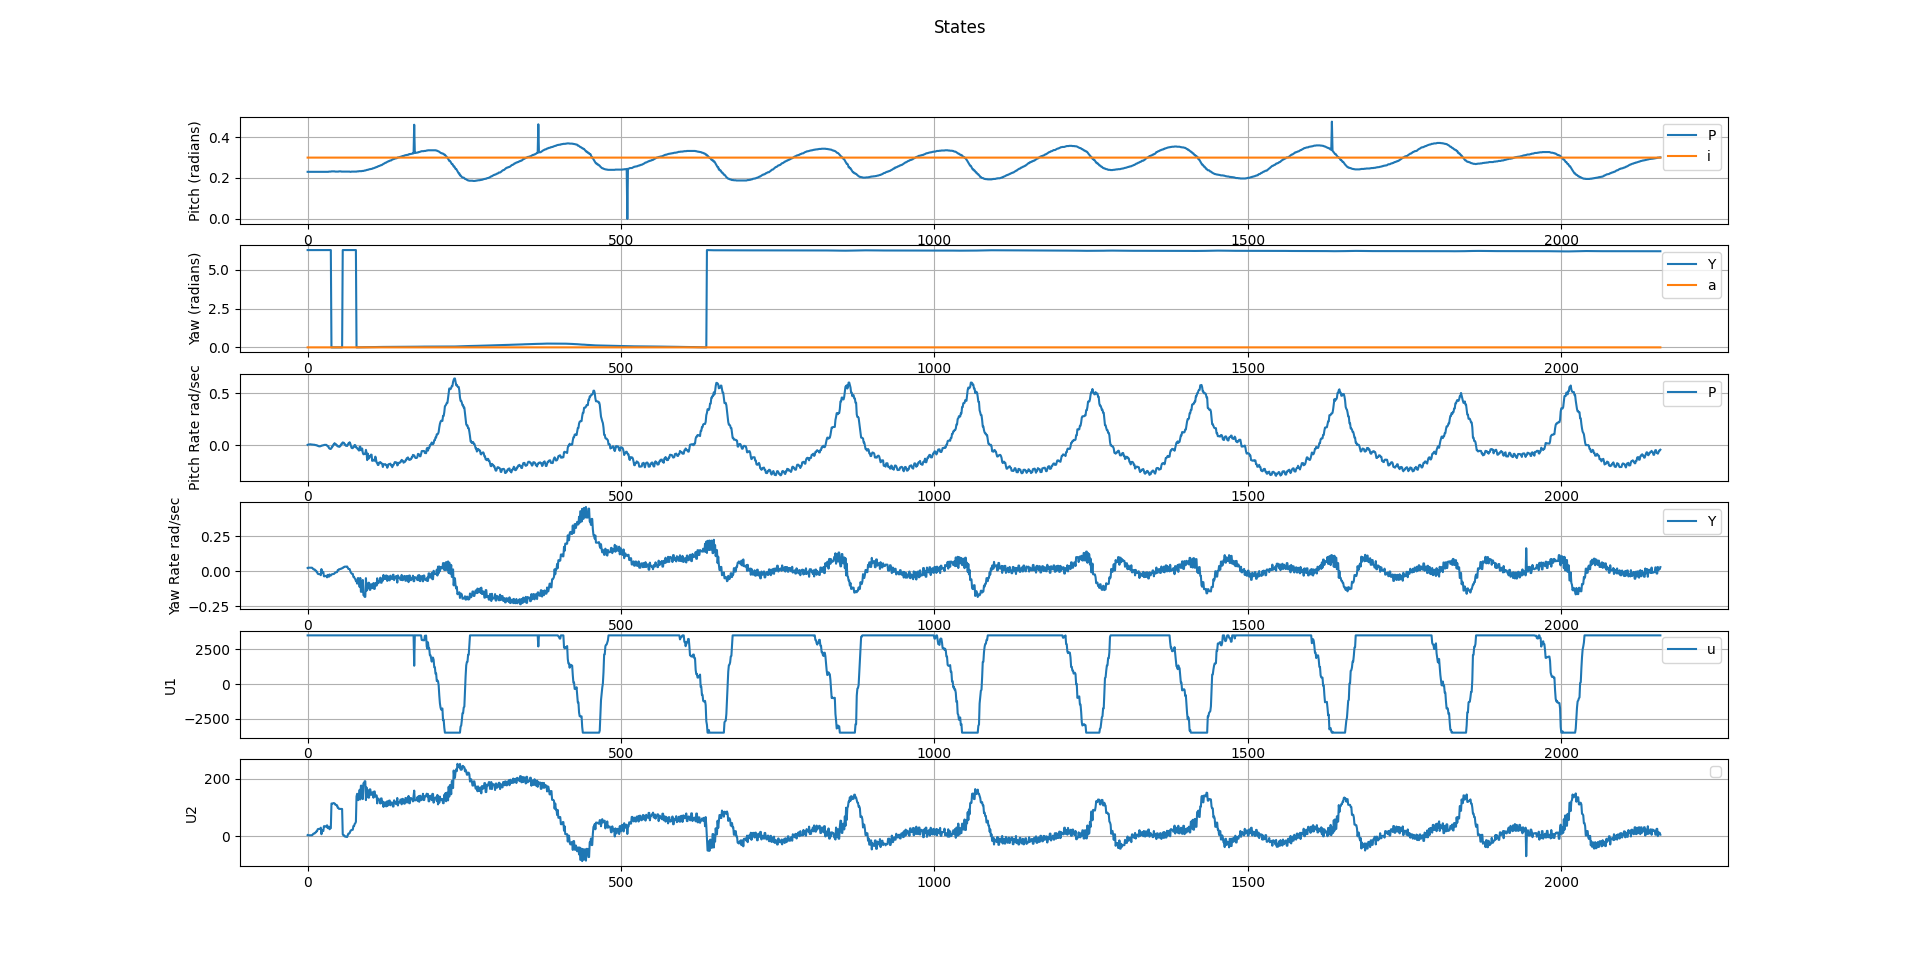 States
Pitch (radians)
0.4
0.2
0.0
P
i
0 500 1000 1500 2000
Yaw (radians)
5.0
2.5
0.0
Y
a
0 500 1000 1500 2000
Pitch Rate rad/sec
0.5
0.0
P
0 500 1000 1500 2000
Yaw Rate rad/sec
0.25
0.00
−0.25
Y
0 500 1000 1500 2000
U1
2500
0
−2500
u
0 500 1000 1500 2000
U2
200
0
0 500 1000 1500 2000